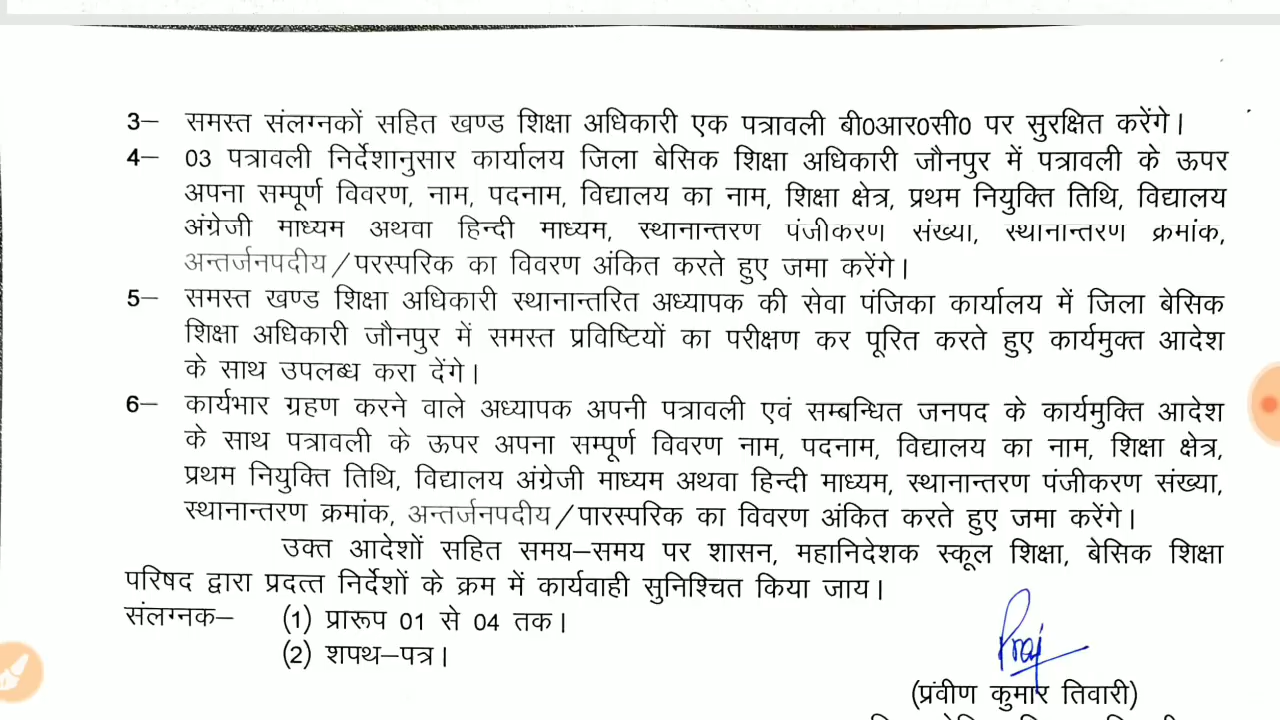 3– समस्त संलग्नकों सहित खण्ड शिक्षा अधिकारी एक पत्रावली बी0आर0सी0 पर सुरक्षित करेंगे।
4– 03 पत्रावली निर्देशानुसार कार्यालय जिला बेसिक शिक्षा अधिकारी जौनपुर में पत्रावली के ऊपर
अपना सम्पूर्ण विवरण, नाम, पदनाम, विद्यालय का नाम, शिक्षा क्षेत्र, प्रथम नियुक्ति तिथि, विद्यालय
अंग्रेजी माध्यम अथवा हिन्दी माध्यम, स्थानान्तरण पंजीकरण संख्या, स्थानान्तरण क्रमांक,
अन्तर्जनपदीय/परस्परिक का विवरण अंकित करते हुए जमा करेंगे।
5– समस्त खण्ड शिक्षा अधिकारी स्थानान्तरित अध्यापक की सेवा पंजिका कार्यालय में जिला बेसिक
शिक्षा अधिकारी जौनपुर में समस्त प्रविष्टियों का परीक्षण कर पूरित करते हुए कार्यमुक्त आदेश
के साथ उपलब्ध करा देंगे।
6– कार्यभार ग्रहण करने वाले अध्यापक अपनी पत्रावली एवं सम्बन्धित जनपद के कार्यमुक्ति आदेश
के साथ पत्रावली के ऊपर अपना सम्पूर्ण विवरण नाम, पदनाम, विद्यालय का नाम, शिक्षा क्षेत्र,
प्रथम नियुक्ति तिथि, विद्यालय अंग्रेजी माध्यम अथवा हिन्दी माध्यम, स्थानान्तरण पंजीकरण संख्या,
स्थानान्तरण क्रमांक, अन्तर्जनपदीय/पारस्परिक का विवरण अंकित करते हुए जमा करेंगे।
उक्त आदेशों सहित समय–समय पर शासन, महानिदेशक स्कूल शिक्षा, बेसिक शिक्षा
परिषद द्वारा प्रदत्त निर्देशों के क्रम में कार्यवाही सुनिश्चित किया जाय।
संलग्नक– (1) प्रारूप 01 से 04 तक।
(2) शपथ–पत्र।
(प्रंवीण कुमार तिवारी)